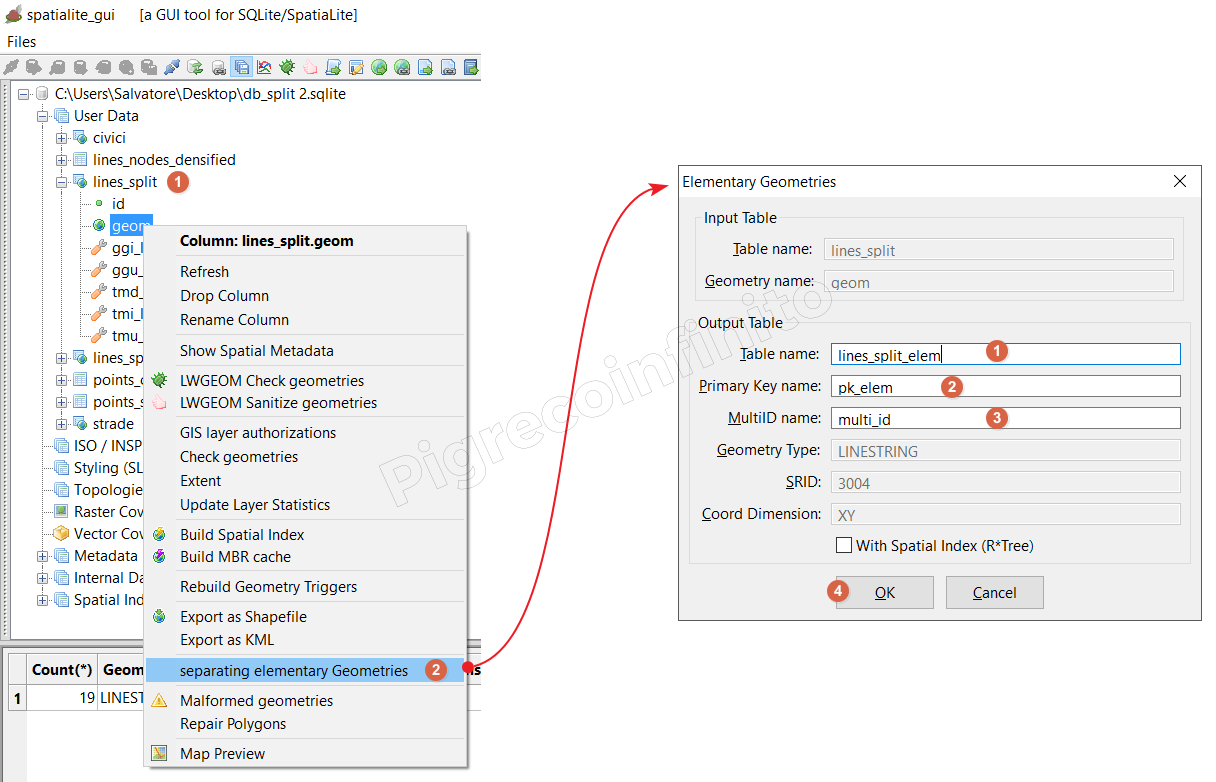 spatialite_gui [a GUI tool for SQLite/SpatiaLite]
Files
C:\Users\Salvatore\Desktop\db_split 2.sqlite
User Data
civici
lines_nodes_densified
lines_split 1
id
geom
ggi_
ggu_
tmd_
tmi_
tmu_
lines_sp
points_
points_
strade
ISO / INSP
Styling (SL
Topologie
Raster Cov
Vector Cov
Metadata
Internal Da
Spatial Ind
Column: lines_split.geom
Refresh
Drop Column
Rename Column
Show Spatial Metadata
LWGEOM Check geometries
LWGEOM Sanitize geometries
GIS layer authorizations
Check geometries
Extent
Update Layer Statistics
Build Spatial Index
Build MBR cache
Rebuild Geometry Triggers
Export as Shapefile
Export as KML
separating elementary Geometries 2
Malformed geometries
Repair Polygons
Map Preview
Count(*) Geom
1 19 LINEST
Elementary Geometries
Input Table
Table name: lines_split
Geometry name: geom
Output Table
Table name: lines_split_elem 1
Primary Key name: pk_elem 2
MultiID name: multi_id 3
Geometry Type: LINESTRING
SRID: 3004
Coord Dimension: XY
With Spatial Index (R*Tree)
4 OK Cancel
Pigrecoinfinito